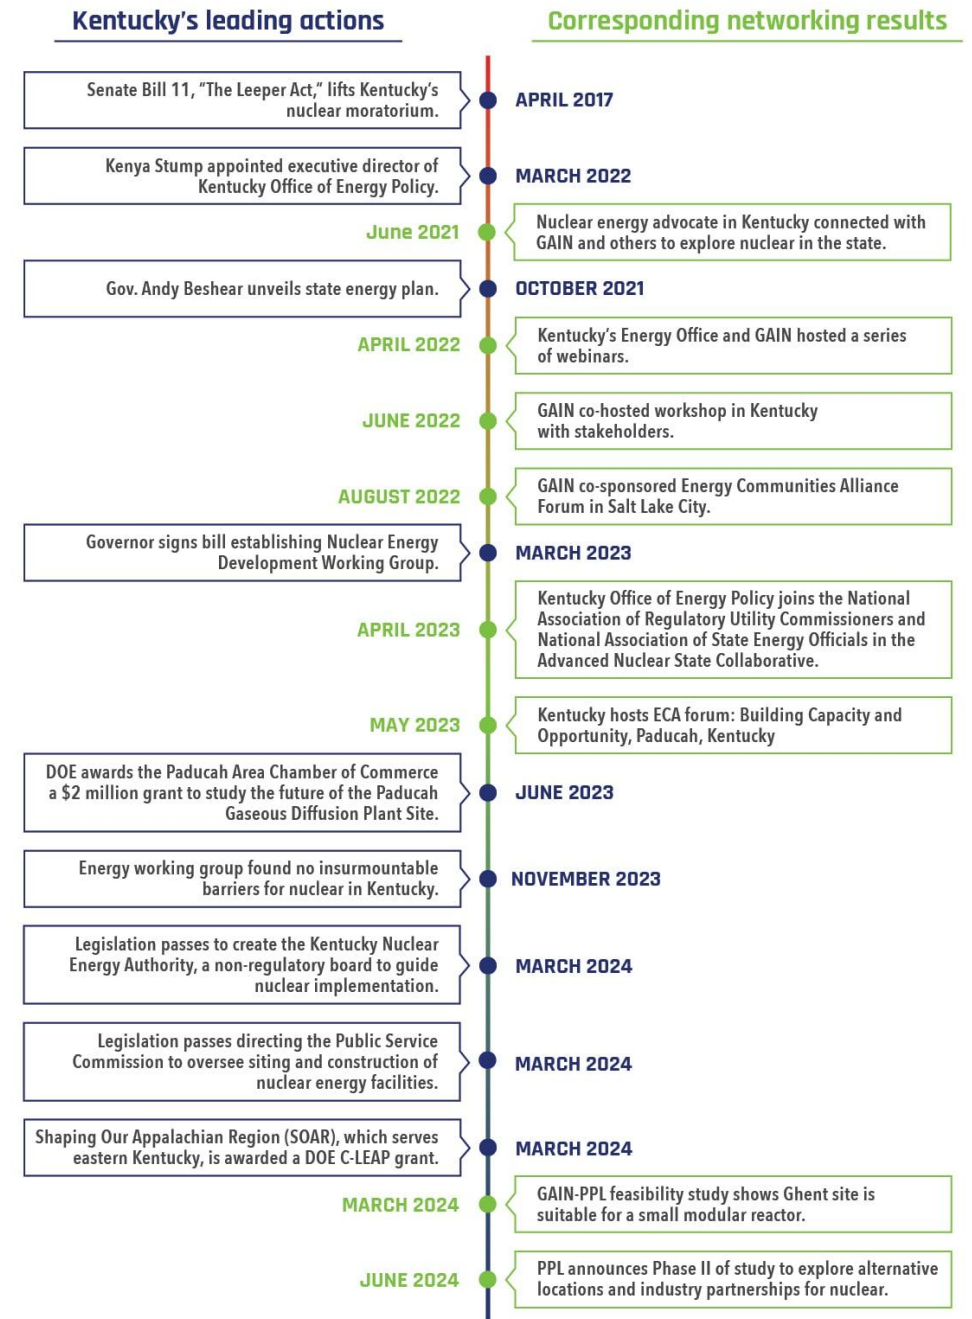 Kentucky's leading actions
Corresponding networking results
Senate Bill 11, “The Leeper Act,“ lifts Kentucky's
nuclear moratorium.
APRIL 2017
Kenya Stump appointed executive director of
Kentucky Office of Energy Policy.
MARCH 2022
June 2021
Nuclear energy advocate in Kentucky connected with
GAIN and others to explore nuclear in the state.
Gov. Andy Beshear unveils state energy plan.
OCTOBER 2021
APRIL 2022
Kentucky's Energy Office and GAIN hosted a series
of webinars.
JUNE 2022
GAIN co-hosted workshop in Kentucky
with stakeholders.
AUGUST 2022
GAIN co-sponsored Energy Communities Alliance
Forum in Salt Lake City.
Governor signs bill establishing Nuclear Energy
Development Working Group.
MARCH 2023
APRIL 2023
Kentucky Office of Energy Policy joins the National
Association of Regulatory Utility Commissioners and
National Association of State Energy Officials in the
Advanced Nuclear State Collaborative.
MAY 2023
Kentucky hosts ECA forum: Building Capacity and
Opportunity, Paducah, Kentucky
DOE awards the Paducah Area Chamber of Commerce
a $2 million grant to study the future of the Paducah
Gaseous Diffusion Plant Site.
JUNE 2023
Energy working group found no insurmountable
barriers for nuclear in Kentucky.
NOVEMBER 2023
Legislation passes to create the Kentucky Nuclear
Energy Authority, a non-regulatory board to guide
nuclear implementation.
MARCH 2024
Legislation passes directing the Public Service
Commission to oversee siting and construction of
nuclear energy facilities.
MARCH 2024
Shaping Our Appalachian Region (SOAR), which serves
eastern Kentucky, is awarded a DOE C-LEAP grant.
MARCH 2024
MARCH 2024
GAIN-PPL feasibility study shows Ghent site is
suitable for a small modular reactor.
JUNE 2024
PPL announces Phase II of study to explore alternative
locations and industry partnerships for nuclear.